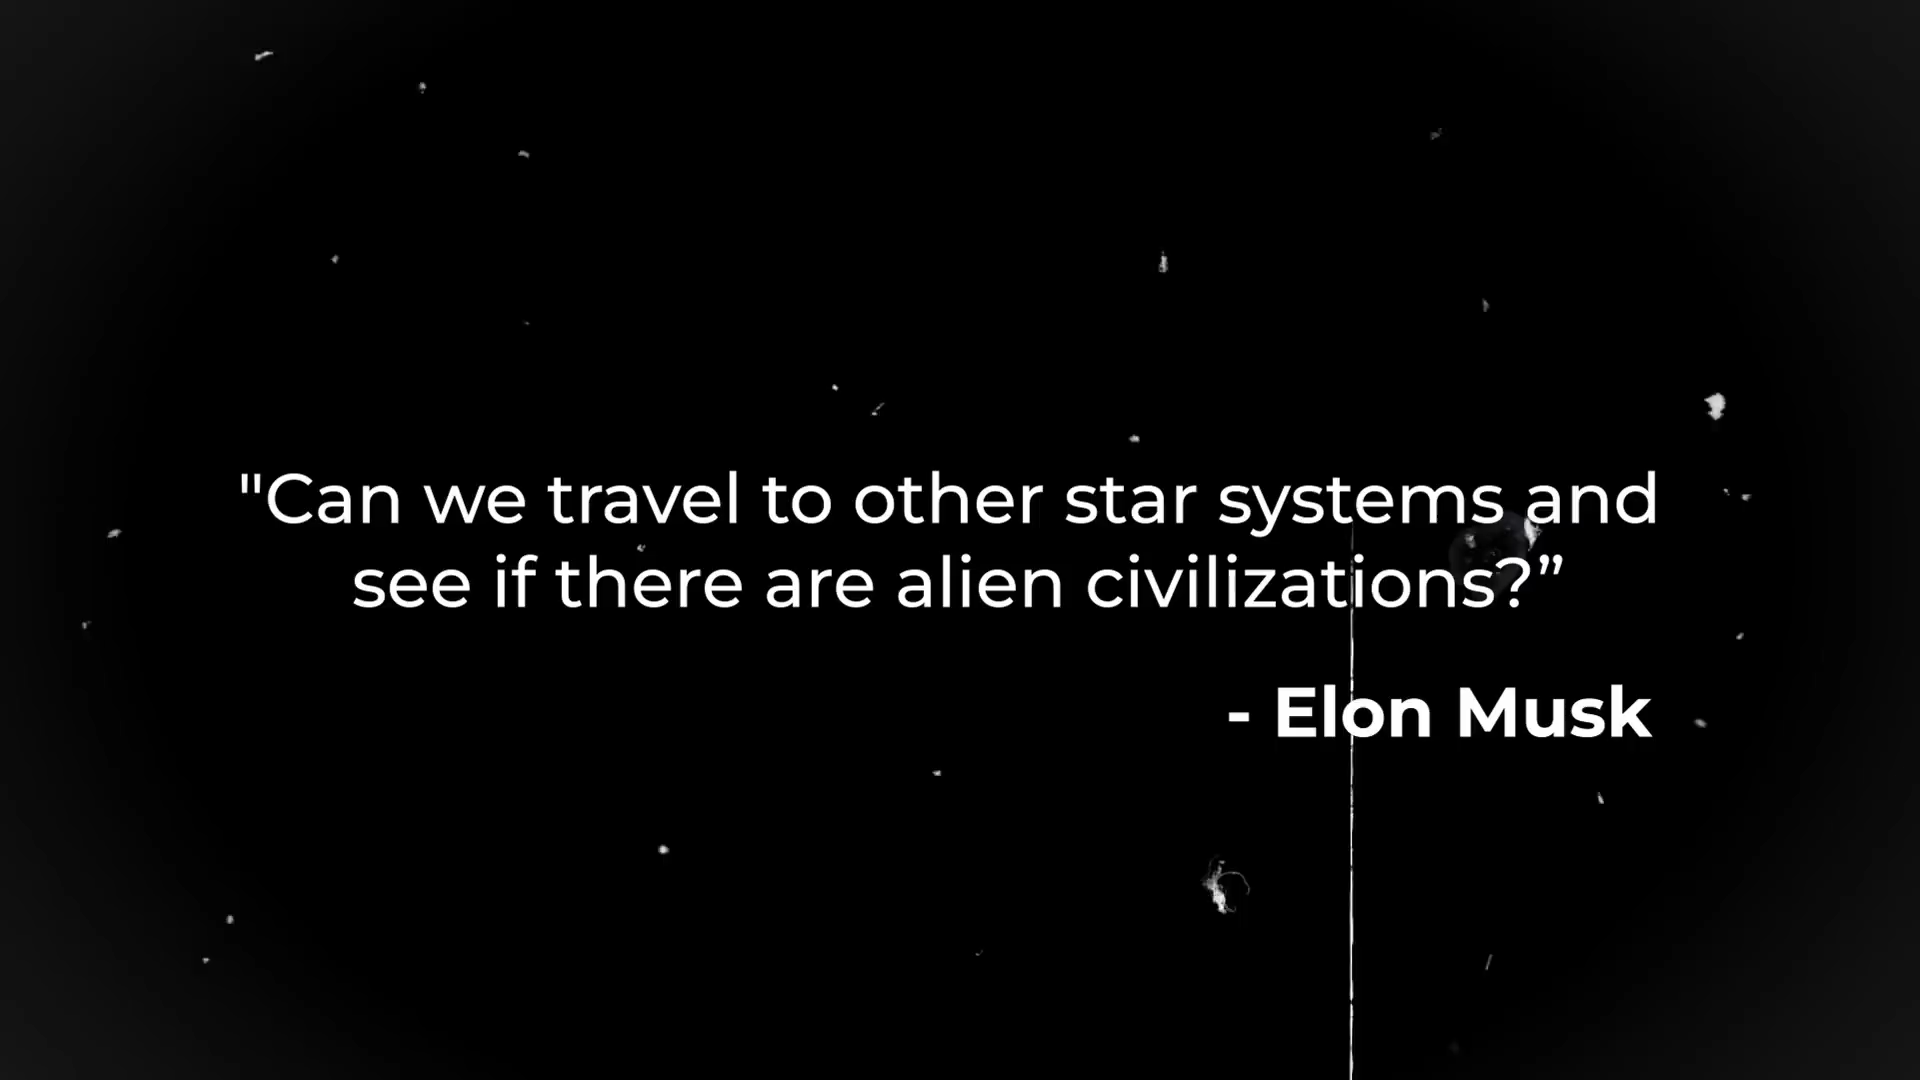 "Can we travel to other star systems and
see if there are alien civilizations?”
- Elon Musk